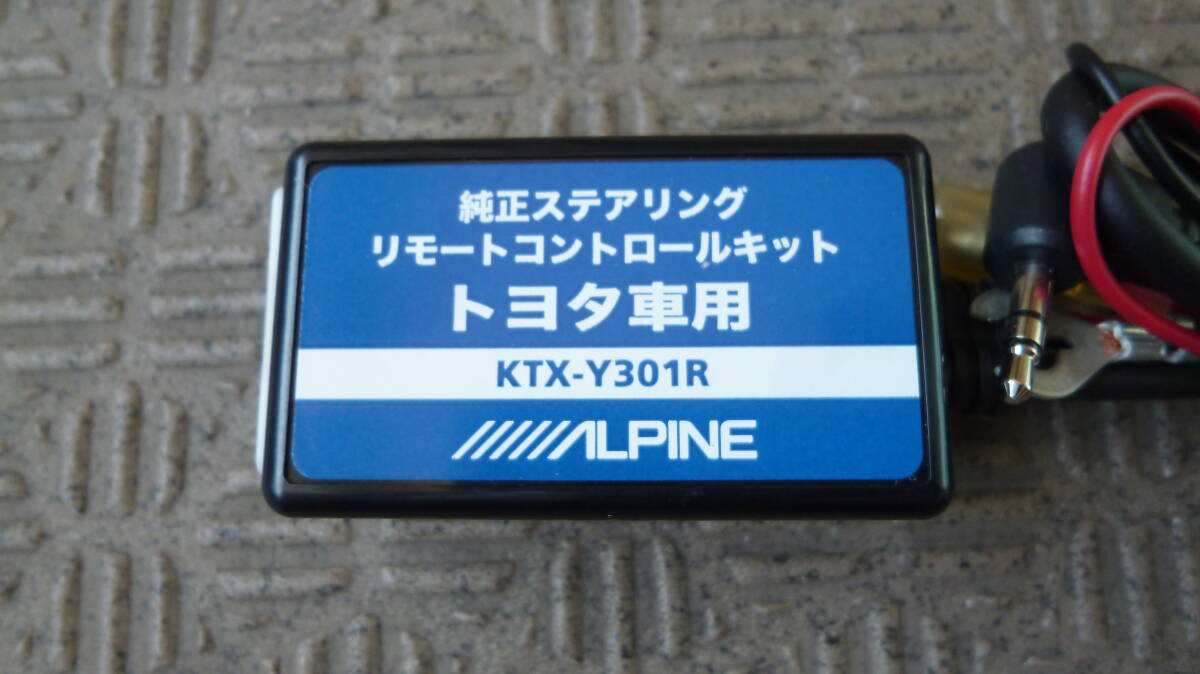 純正ステアリング
リモートコントロールキット
トヨタ車用
KTX-Y301R
ALPINE